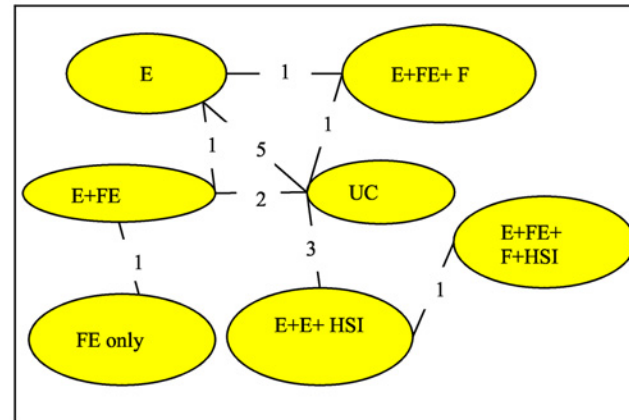 E
1
E+FE+ F
1
5
1
E+FE
2
UC
1
3
E+FE+
F+HSI
1
FE only
E+E+ HSI